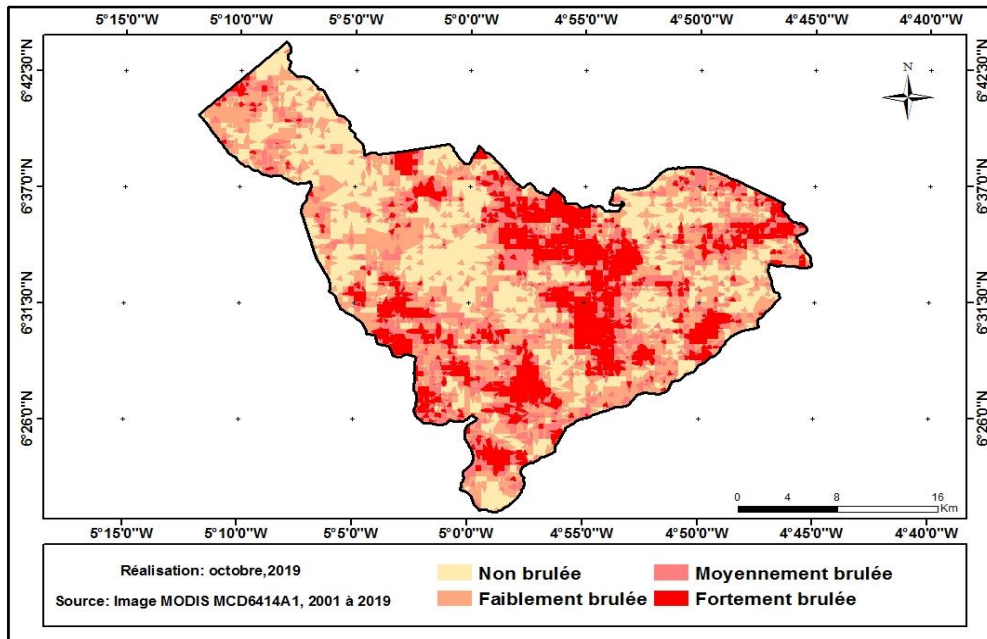 5°15'0"W 5°10'0"W 5°5'0"W 5°0'0"W 4°55'0"W 4°50'0"W 4°45'0"W 4°40'0"W
6°42'30"N 6°42'30"N
N
6°37'0"N 6°37'0"N
6°31'30"N 6°31'30"N
6°26'0"N 6°26'0"N
0 4 8 16
Km
5°15'0"W 5°10'0"W 5°5'0"W 5°0'0"W 4°55'0"W 4°50'0"W 4°45'0"W 4°40'0"W
Réalisation: octobre,2019
Source: Image MODIS MCD6414A1, 2001 à 2019
Non brulée
Faiblement brulée
Moyennement brulée
Fortement brulée